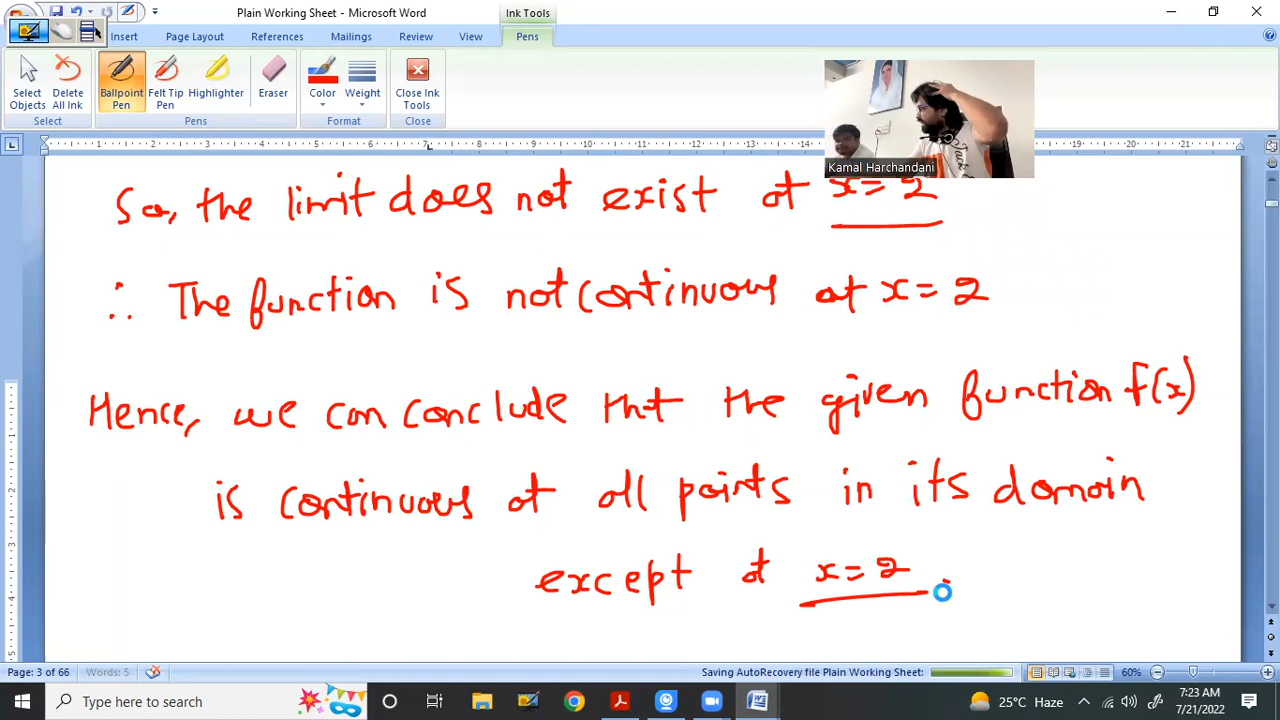 Plain Working Sheet - Microsoft Word
Ink Tools
Insert
Page Layout
References
Mailings
Review
View
Pens
Select Objects
Delete All Ink
Ballpoint Pen
Felt Tip Pen
Highlighter
Eraser
Color
Weight
Close Ink Tools
Select
Pens
Format
Close
Kamal Harchandani
So, the limit does not exist at x = 2
∴ The function is not continuous at x = 2
Hence, we can conclude that the given function f(x)
is continuous at all points in its domain
except at x = 2.
Page: 3 of 66
Words: 5
Saving AutoRecovery file Plain Working Sheet:
60%
Type here to search
25°C Haze
7:23 AM
7/21/2022